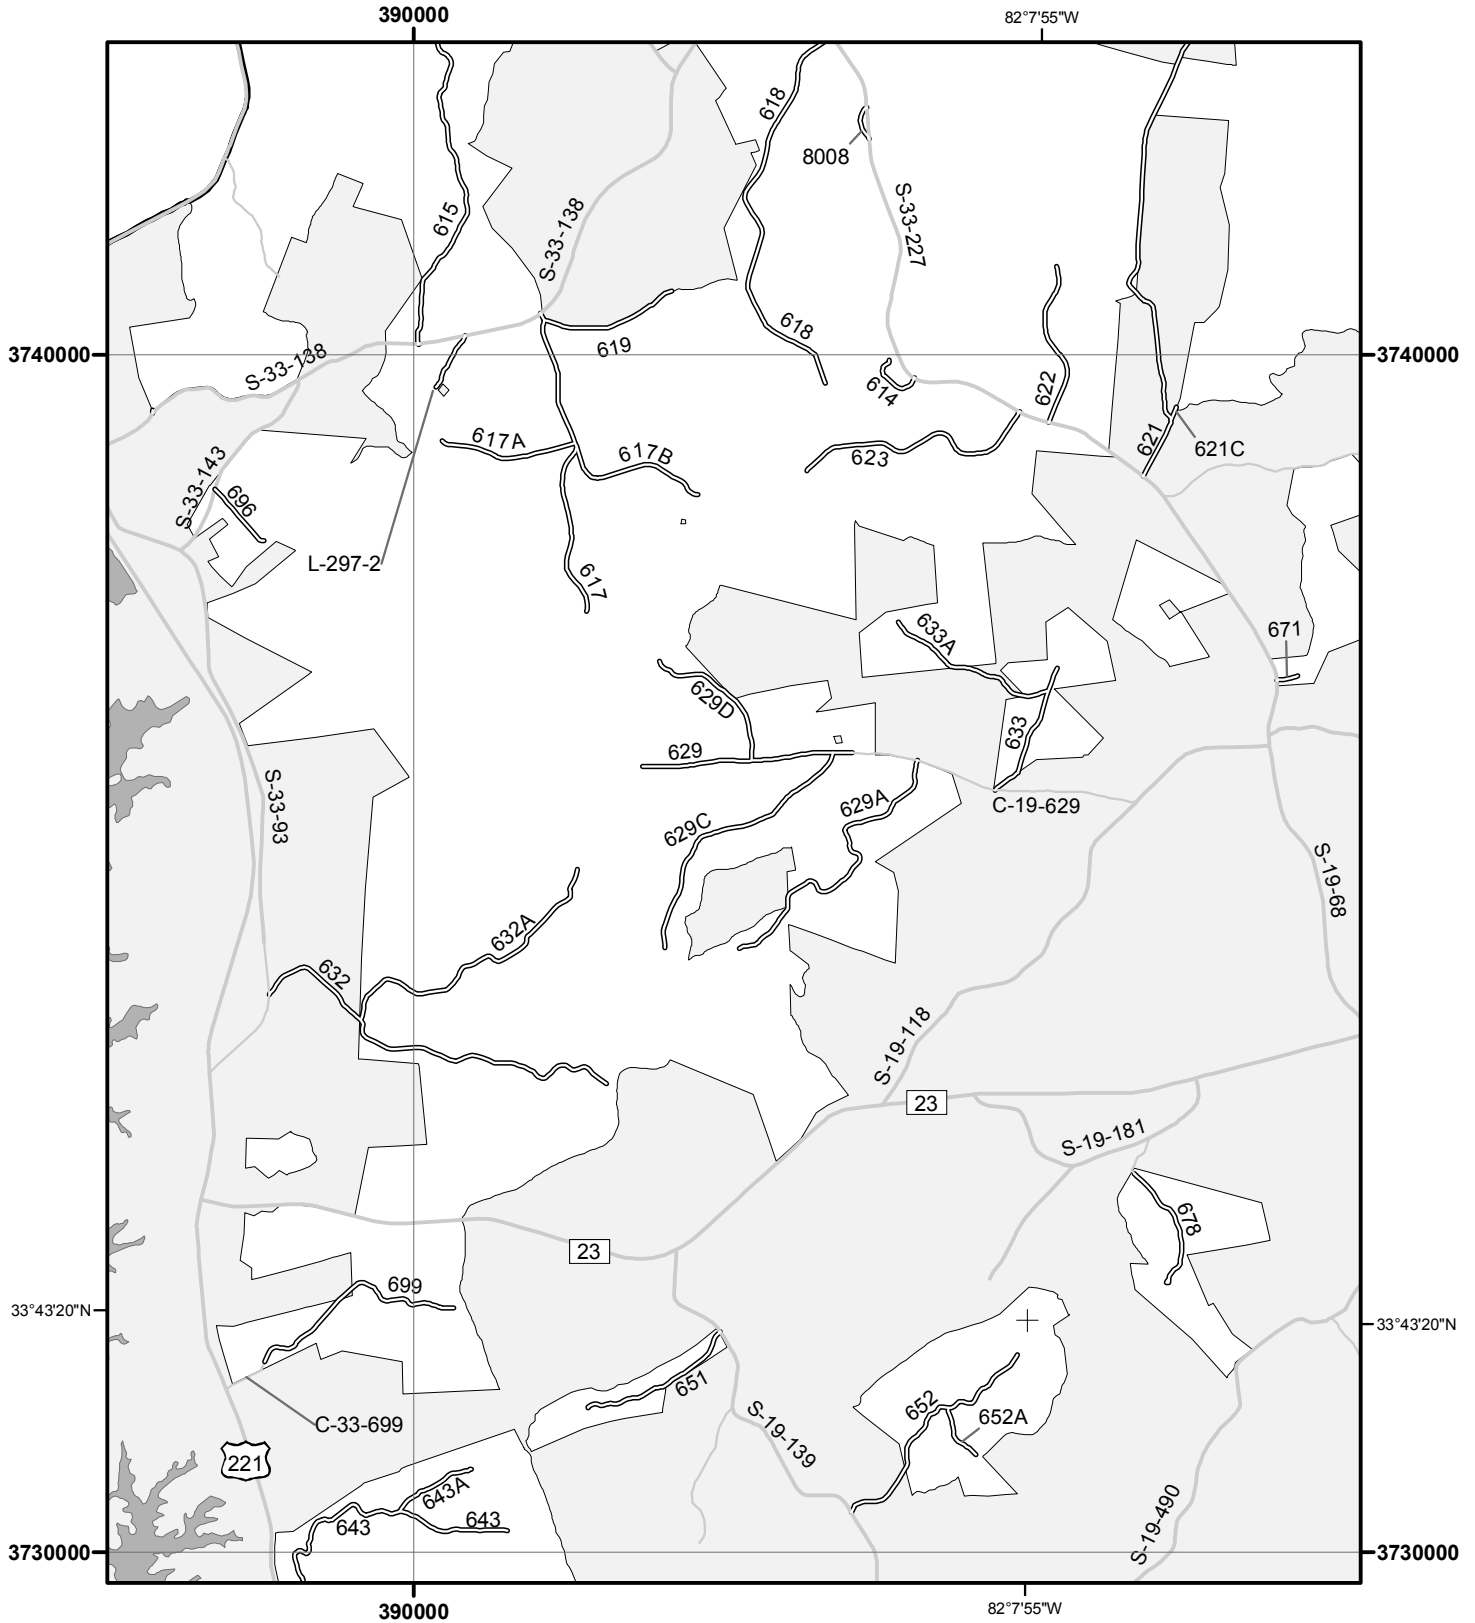 390000
82°7'55"W
618
8008
615
S-33-138
S-33-227
618
619
3740000
3740000
S-33-138
614
622
621
621C
617A
617B
623
S-33-143
696
L-297-2
617
633A
671
629D
633
629
C-19-629
S-33-93
629A
629C
S-19-68
632A
632
S-19-118
23
S-19-181
678
23
699
33°43'20"N
33°43'20"N
651
652
652A
C-33-699
S-19-139
221
643A
643
643
S-19-490
3730000
3730000
390000
82°7'55"W